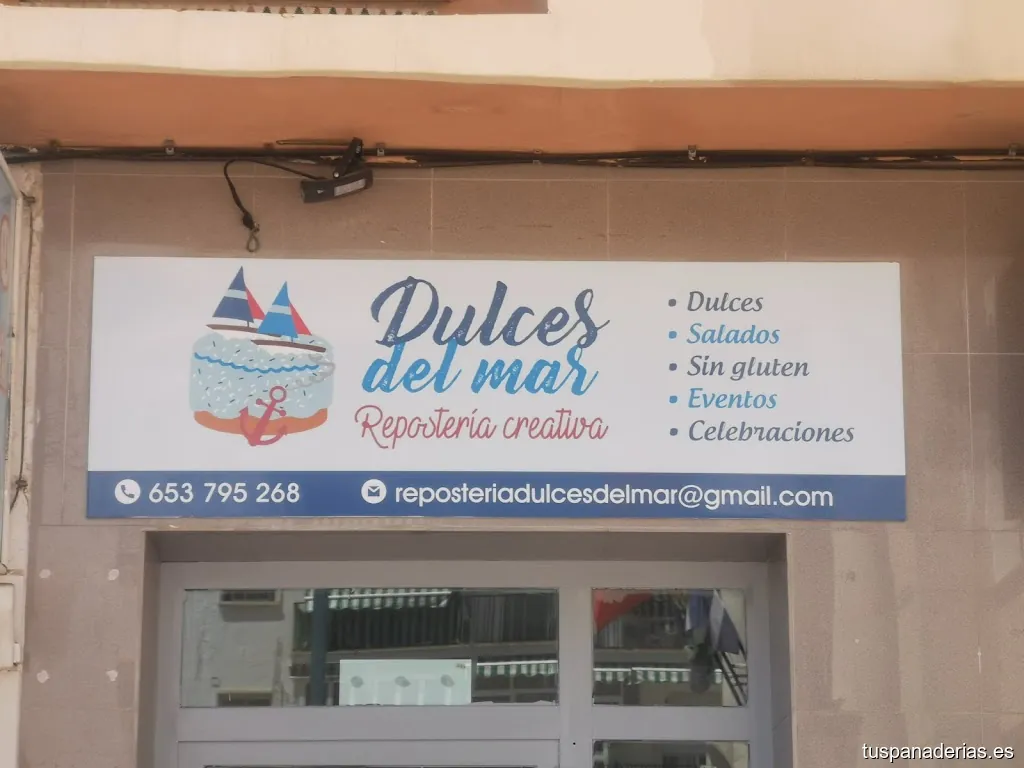 Dulces
del mar
Repostería creativa
• Dulces
• Salados
• Sin gluten
• Eventos
• Celebraciones
653 795 268
reposteriadulcesdelmar@gmail.com
tuspanaderias.es